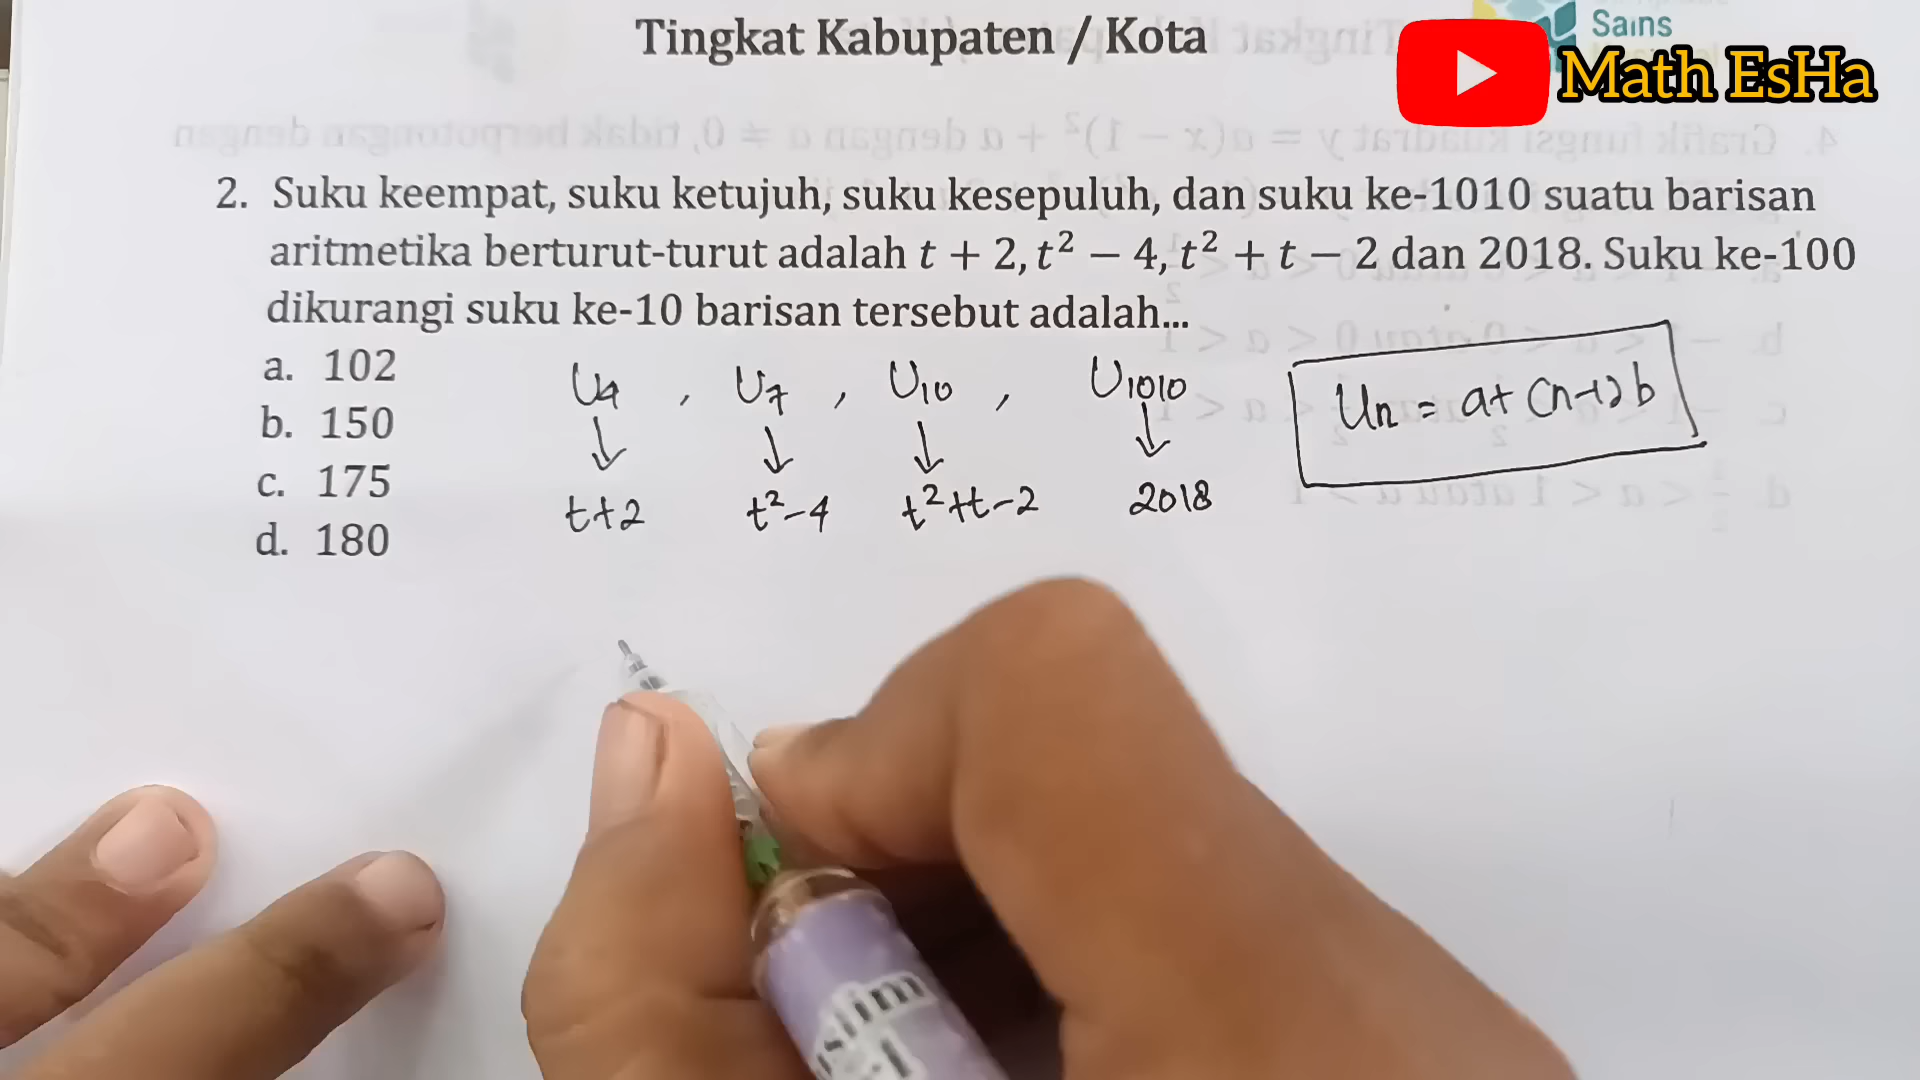 Tingkat Kabupaten / Kota
Sains
Math EsHa
2. Suku keempat, suku ketujuh, suku kesepuluh, dan suku ke-1010 suatu barisan
aritmetika berturut-turut adalah t + 2, t² − 4, t² + t − 2 dan 2018. Suku ke-100
dikurangi suku ke-10 barisan tersebut adalah...
a. 102
b. 150
c. 175
d. 180
U4 , U7 , U10 , U1010
↓ ↓ ↓ ↓
t+2 t²-4 t²+t-2 2018
Un = a+(n-1)b